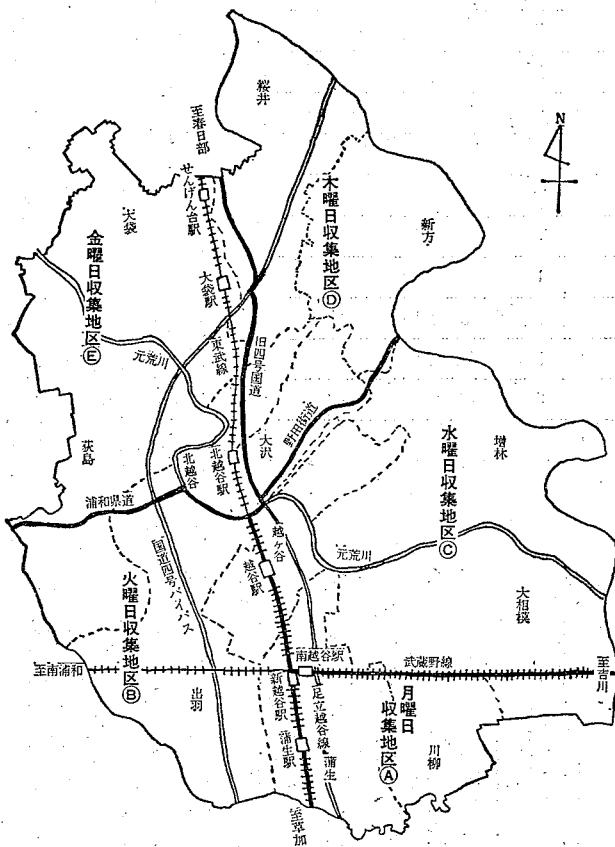 桜井
至春日部
N
せんげん台駅
大袋
木曜日収集地区Ⓓ
新方
金曜日収集地区Ⓔ
大袋駅
東武線
旧四号国道
元荒川
野田街道
大沢
増林
荻島
北越谷
北越谷駅
水曜日収集地区Ⓒ
浦和県道
越ヶ谷
元荒川
国道四号バイパス
越谷駅
大相模
火曜日収集地区Ⓑ
南越谷駅
武蔵野線
至南浦和
至吉川
出羽
新越谷駅
足立越谷線
月曜日
収集地区Ⓐ
蒲生駅
蒲生
川柳
至草加